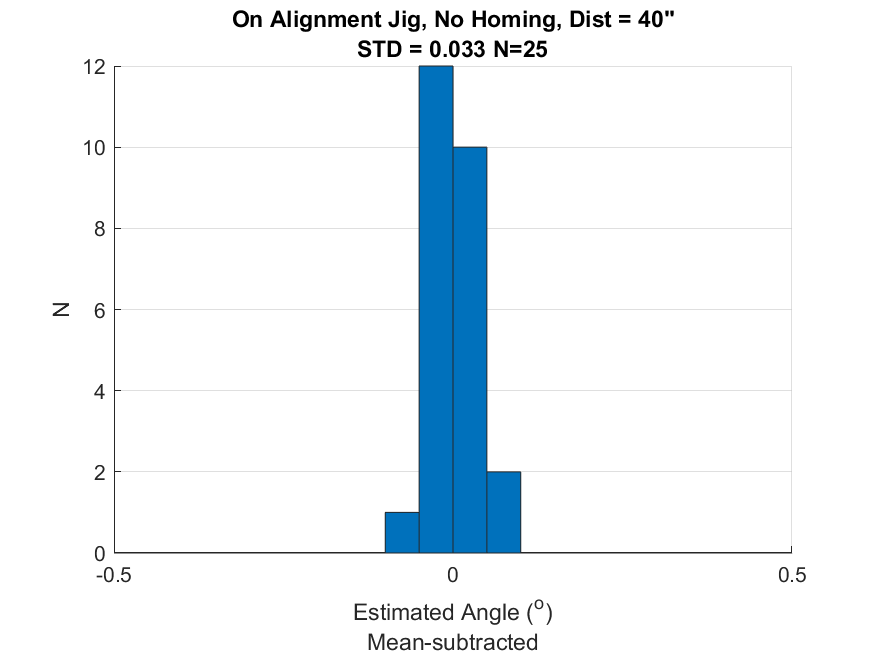 On Alignment Jig, No Homing, Dist = 40"
STD = 0.033 N=25
12
10
8
6
4
2
0
N
-0.5 0 0.5
Estimated Angle (o)
Mean-subtracted